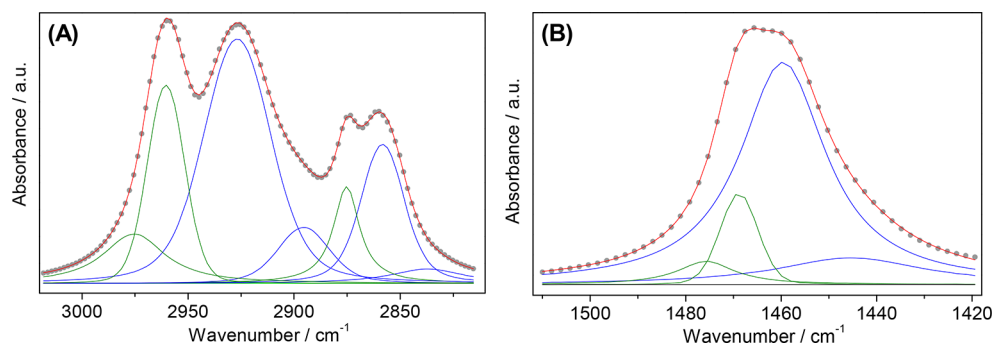 (A)
Absorbance / a.u.
3000 2950 2900 2850
Wavenumber / cm⁻¹
(B)
Absorbance / a.u.
1500 1480 1460 1440 1420
Wavenumber / cm⁻¹